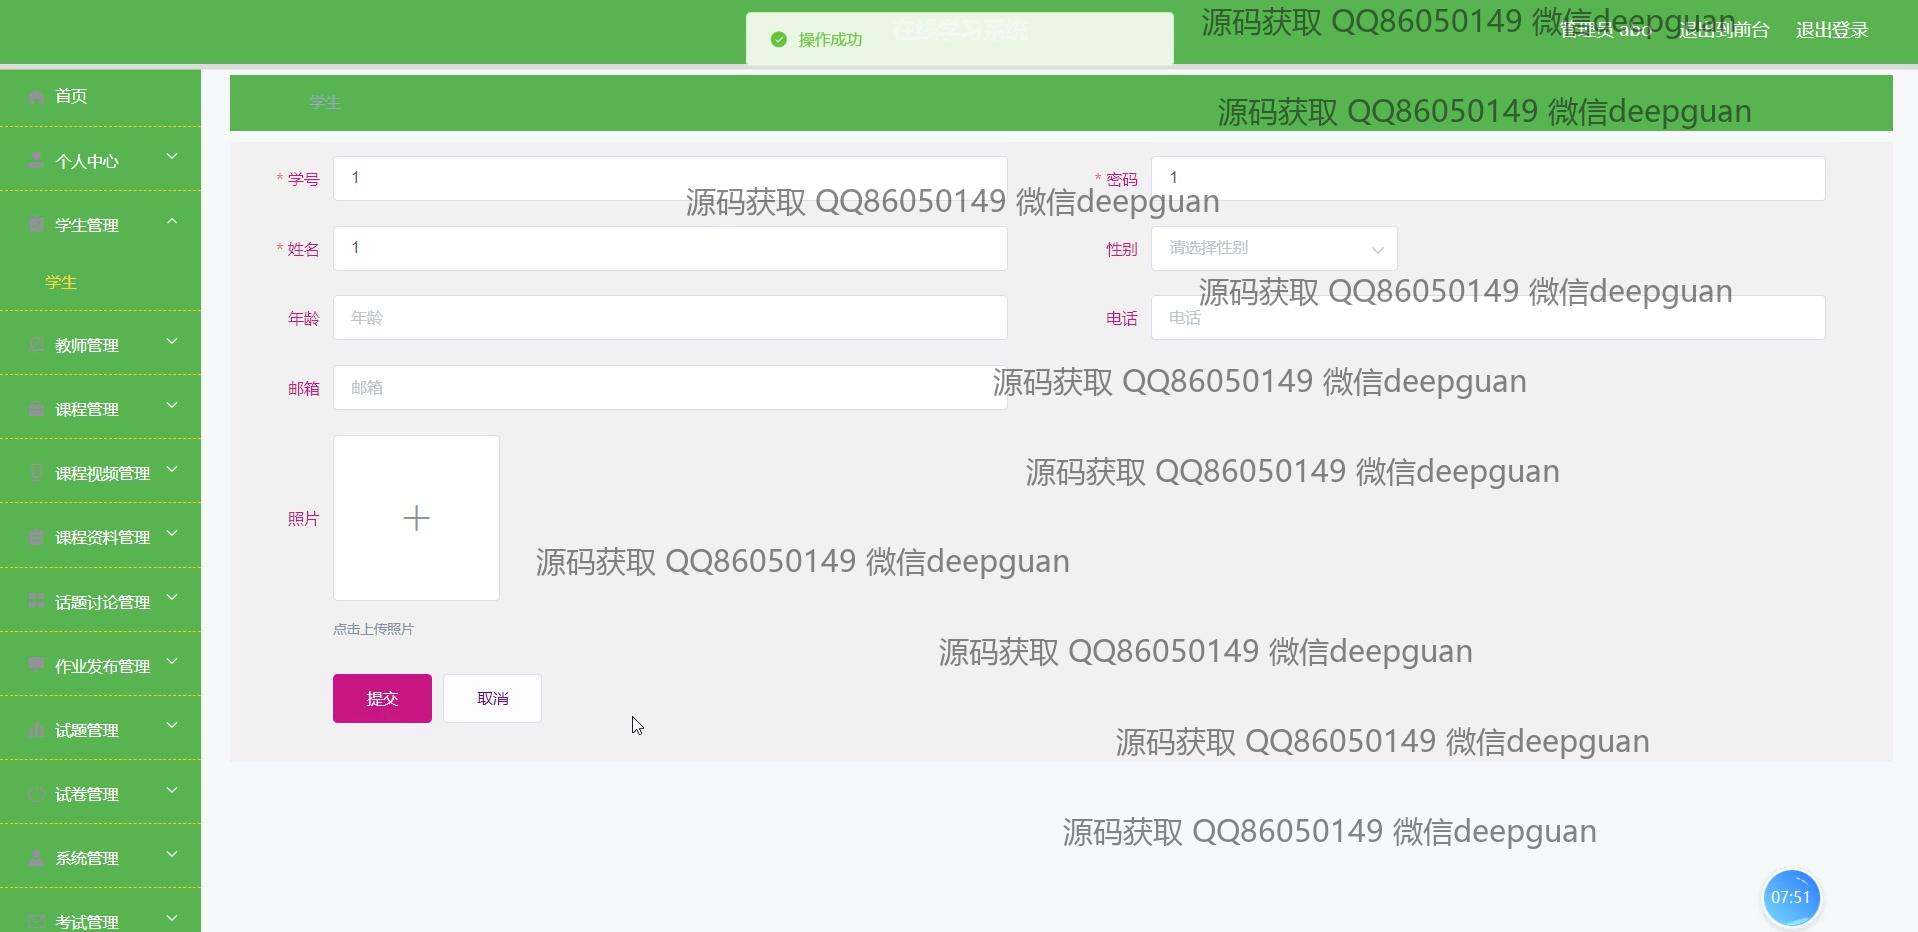 在线学习系统
操作成功
源码获取 QQ86050149 微信deepguan
管理员 abo 退出到前台 退出登录
首页
个人中心
学生管理
学生
教师管理
课程管理
课程视频管理
课程资料管理
话题讨论管理
作业发布管理
试题管理
试卷管理
系统管理
考试管理
学生
源码获取 QQ86050149 微信deepguan
* 学号 1
* 密码 1
源码获取 QQ86050149 微信deepguan
* 姓名 1
性别 请选择性别
源码获取 QQ86050149 微信deepguan
年龄 年龄
电话 电话
邮箱 邮箱
源码获取 QQ86050149 微信deepguan
源码获取 QQ86050149 微信deepguan
照片
源码获取 QQ86050149 微信deepguan
点击上传照片
源码获取 QQ86050149 微信deepguan
提交 取消
源码获取 QQ86050149 微信deepguan
源码获取 QQ86050149 微信deepguan
07:51